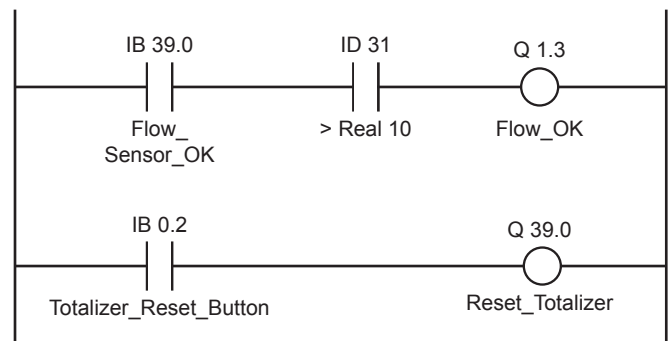 IB 39.0
ID 31
Q 1.3
Flow_
Sensor_OK
> Real 10
Flow_OK
IB 0.2
Q 39.0
Totalizer_Reset_Button
Reset_Totalizer